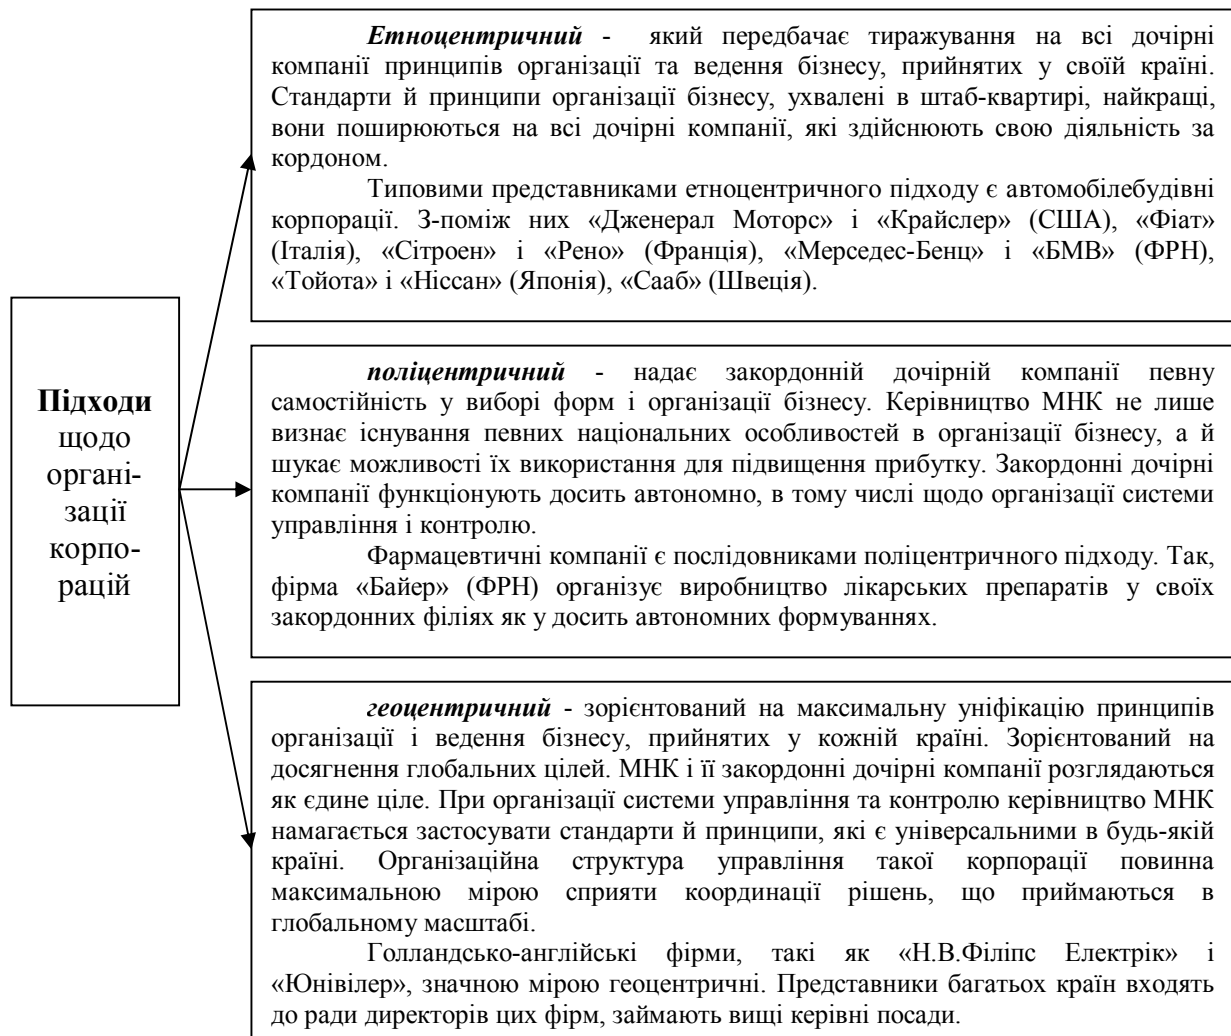 Підходи
щодо
органі-
зації
корпо-
рацій
Етноцентричний - який передбачає тиражування на всі дочірні
компанії принципів організації та ведення бізнесу, прийнятих у своїй країні.
Стандарти й принципи організації бізнесу, ухвалені в штаб-квартирі, найкращі,
вони поширюються на всі дочірні компанії, які здійснюють свою діяльність за
кордоном.
Типовими представниками етноцентричного підходу є автомобілебудівні
корпорації. З-поміж них «Дженерал Моторс» і «Крайслер» (США), «Фіат»
(Італія), «Сітроен» і «Рено» (Франція), «Мерседес-Бенц» і «БМВ» (ФРН),
«Тойота» і «Ніссан» (Японія), «Сааб» (Швеція).
поліцентричний - надає закордонній дочірній компанії певну
самостійність у виборі форм і організації бізнесу. Керівництво МНК не лише
визнає існування певних національних особливостей в організації бізнесу, а й
шукає можливості їх використання для підвищення прибутку. Закордонні дочірні
компанії функціонують досить автономно, в тому числі щодо організації системи
управління і контролю.
Фармацевтичні компанії є послідовниками поліцентричного підходу. Так,
фірма «Байер» (ФРН) організує виробництво лікарських препаратів у своїх
закордонних філіях як у досить автономних формуваннях.
геоцентричний - зорієнтований на максимальну уніфікацію принципів
організації і ведення бізнесу, прийнятих у кожній країні. Зорієнтований на
досягнення глобальних цілей. МНК і її закордонні дочірні компанії розглядаються
як єдине ціле. При організації системи управління та контролю керівництво МНК
намагається застосувати стандарти й принципи, які є універсальними в будь-якій
країні. Організаційна структура управління такої корпорації повинна
максимальною мірою сприяти координації рішень, що приймаються в
глобальному масштабі.
Голландсько-англійські фірми, такі як «Н.В.Філіпс Електрік» і
«Юнівілер», значною мірою геоцентричні. Представники багатьох країн входять
до ради директорів цих фірм, займають вищі керівні посади.